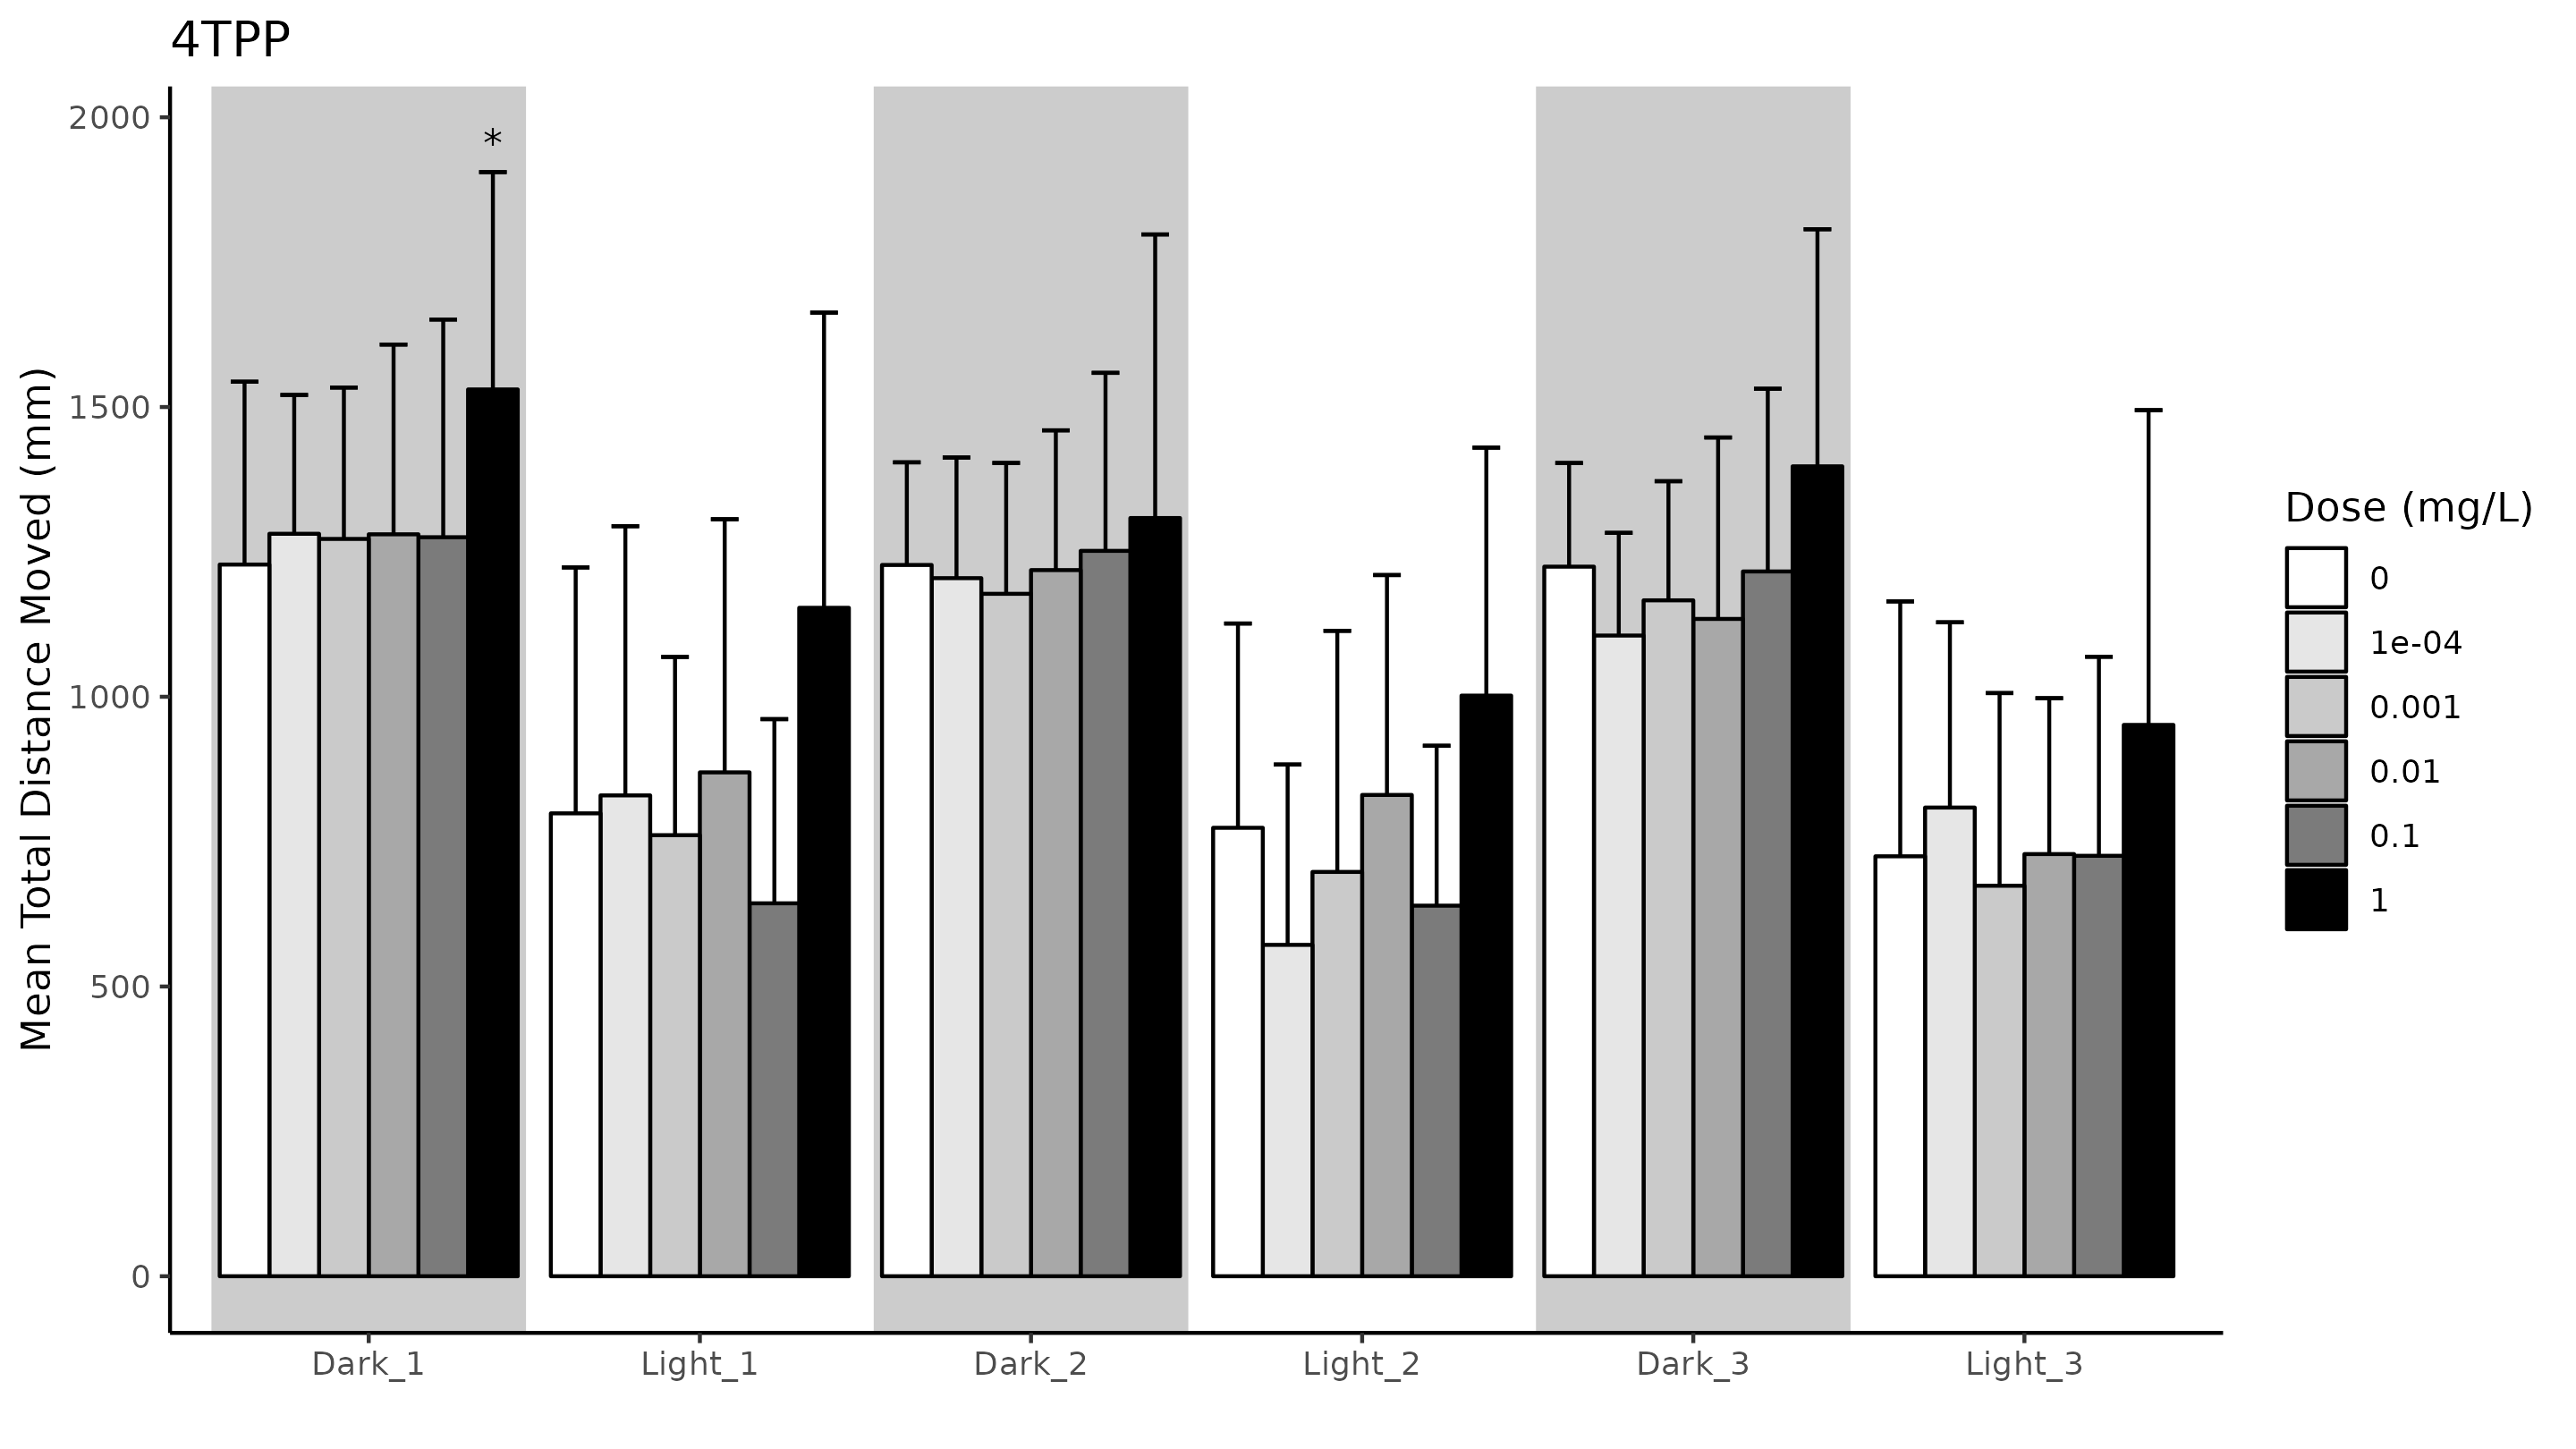 4TPP
Mean Total Distance Moved (mm)
2000
1500
1000
500
0
*
Dark_1
Light_1
Dark_2
Light_2
Dark_3
Light_3
Dose (mg/L)
0
1e-04
0.001
0.01
0.1
1